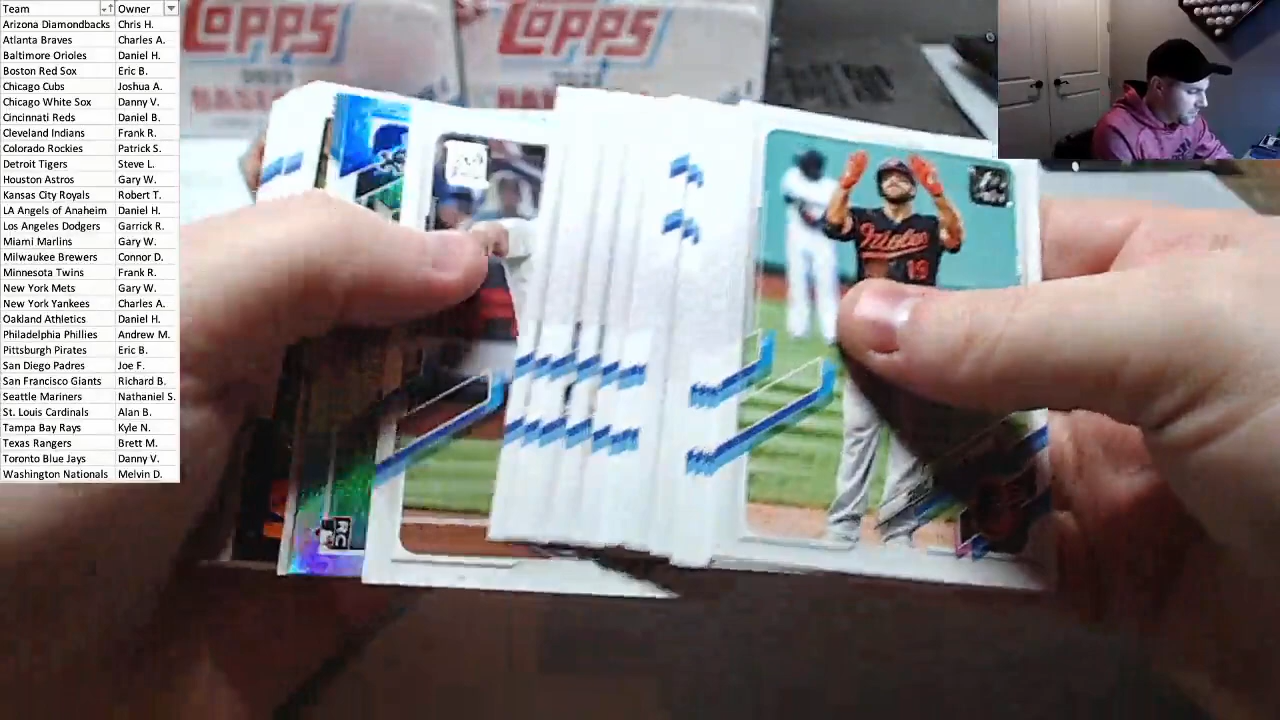 Team Owner
Arizona Diamondbacks Chris H.
Atlanta Braves Charles A.
Baltimore Orioles Daniel H.
Boston Red Sox Eric B.
Chicago Cubs Joshua A.
Chicago White Sox Danny V.
Cincinnati Reds Daniel B.
Cleveland Indians Frank R.
Colorado Rockies Patrick S.
Detroit Tigers Steve L.
Houston Astros Gary W.
Kansas City Royals Robert T.
LA Angels of Anaheim Daniel H.
Los Angeles Dodgers Garrick R.
Miami Marlins Gary W.
Milwaukee Brewers Connor D.
Minnesota Twins Frank R.
New York Mets Gary W.
New York Yankees Charles A.
Oakland Athletics Daniel H.
Philadelphia Phillies Andrew M.
Pittsburgh Pirates Eric B.
San Diego Padres Joe F.
San Francisco Giants Richard B.
Seattle Mariners Nathaniel S.
St. Louis Cardinals Alan B.
Tampa Bay Rays Kyle N.
Texas Rangers Brett M.
Toronto Blue Jays Danny V.
Washington Nationals Melvin D.
Topps Topps
2021
Orioles
19
RC